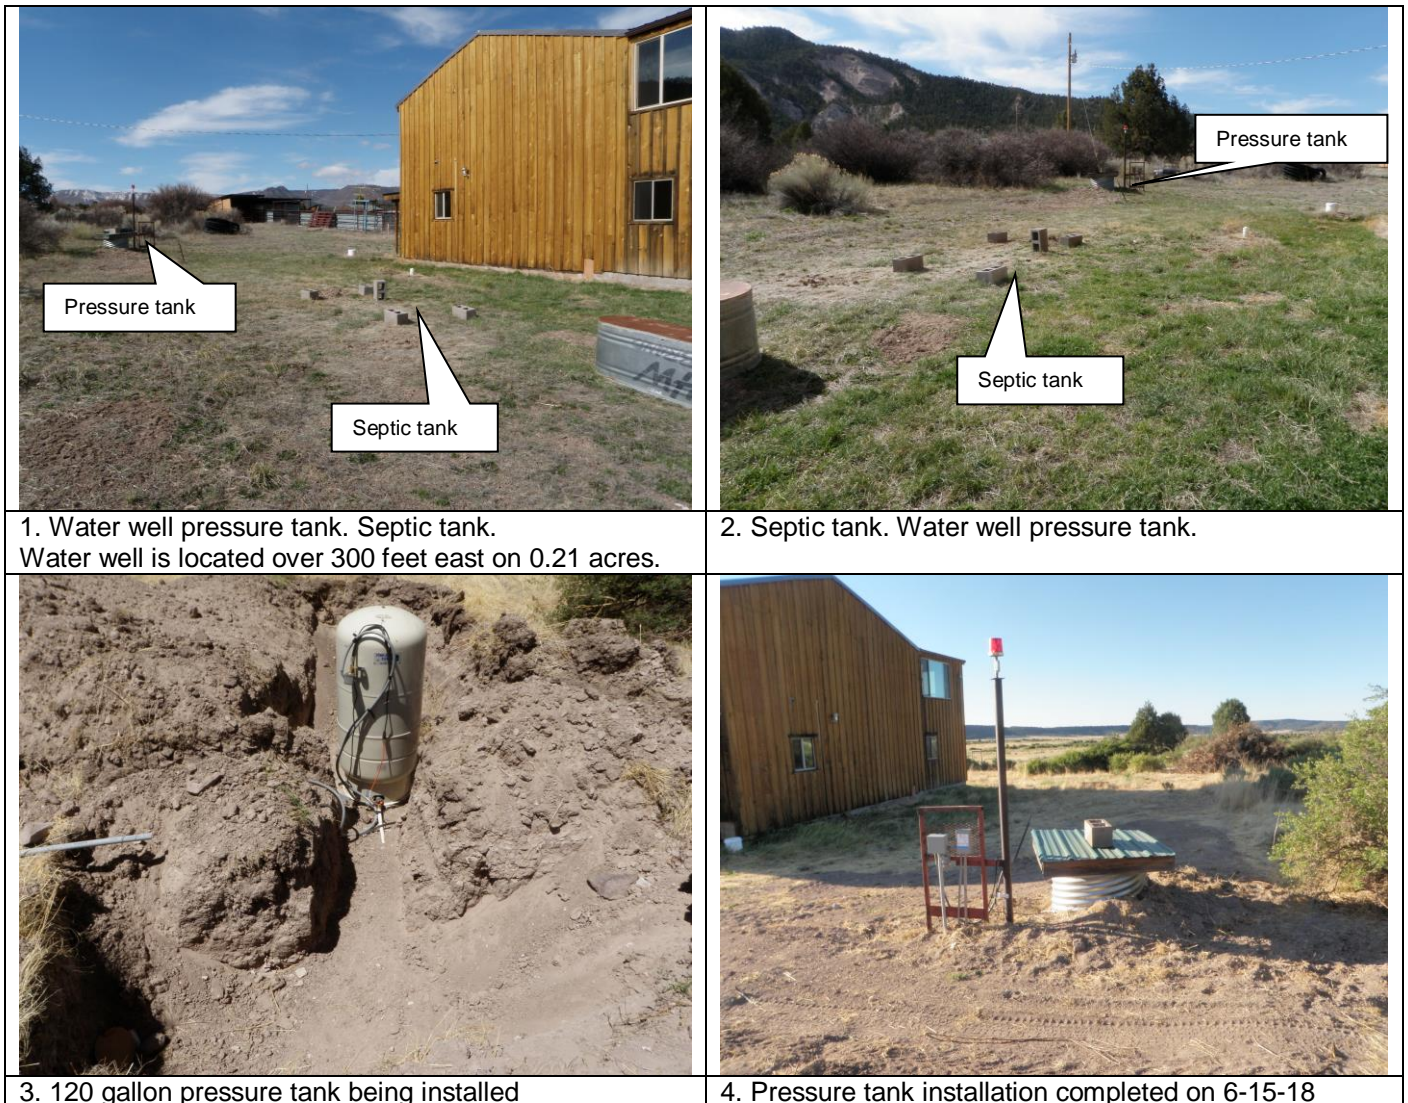 Pressure tank
Septic tank
Pressure tank
Septic tank
1. Water well pressure tank. Septic tank.
Water well is located over 300 feet east on 0.21 acres.
2. Septic tank. Water well pressure tank.
3. 120 gallon pressure tank being installed
4. Pressure tank installation completed on 6-15-18